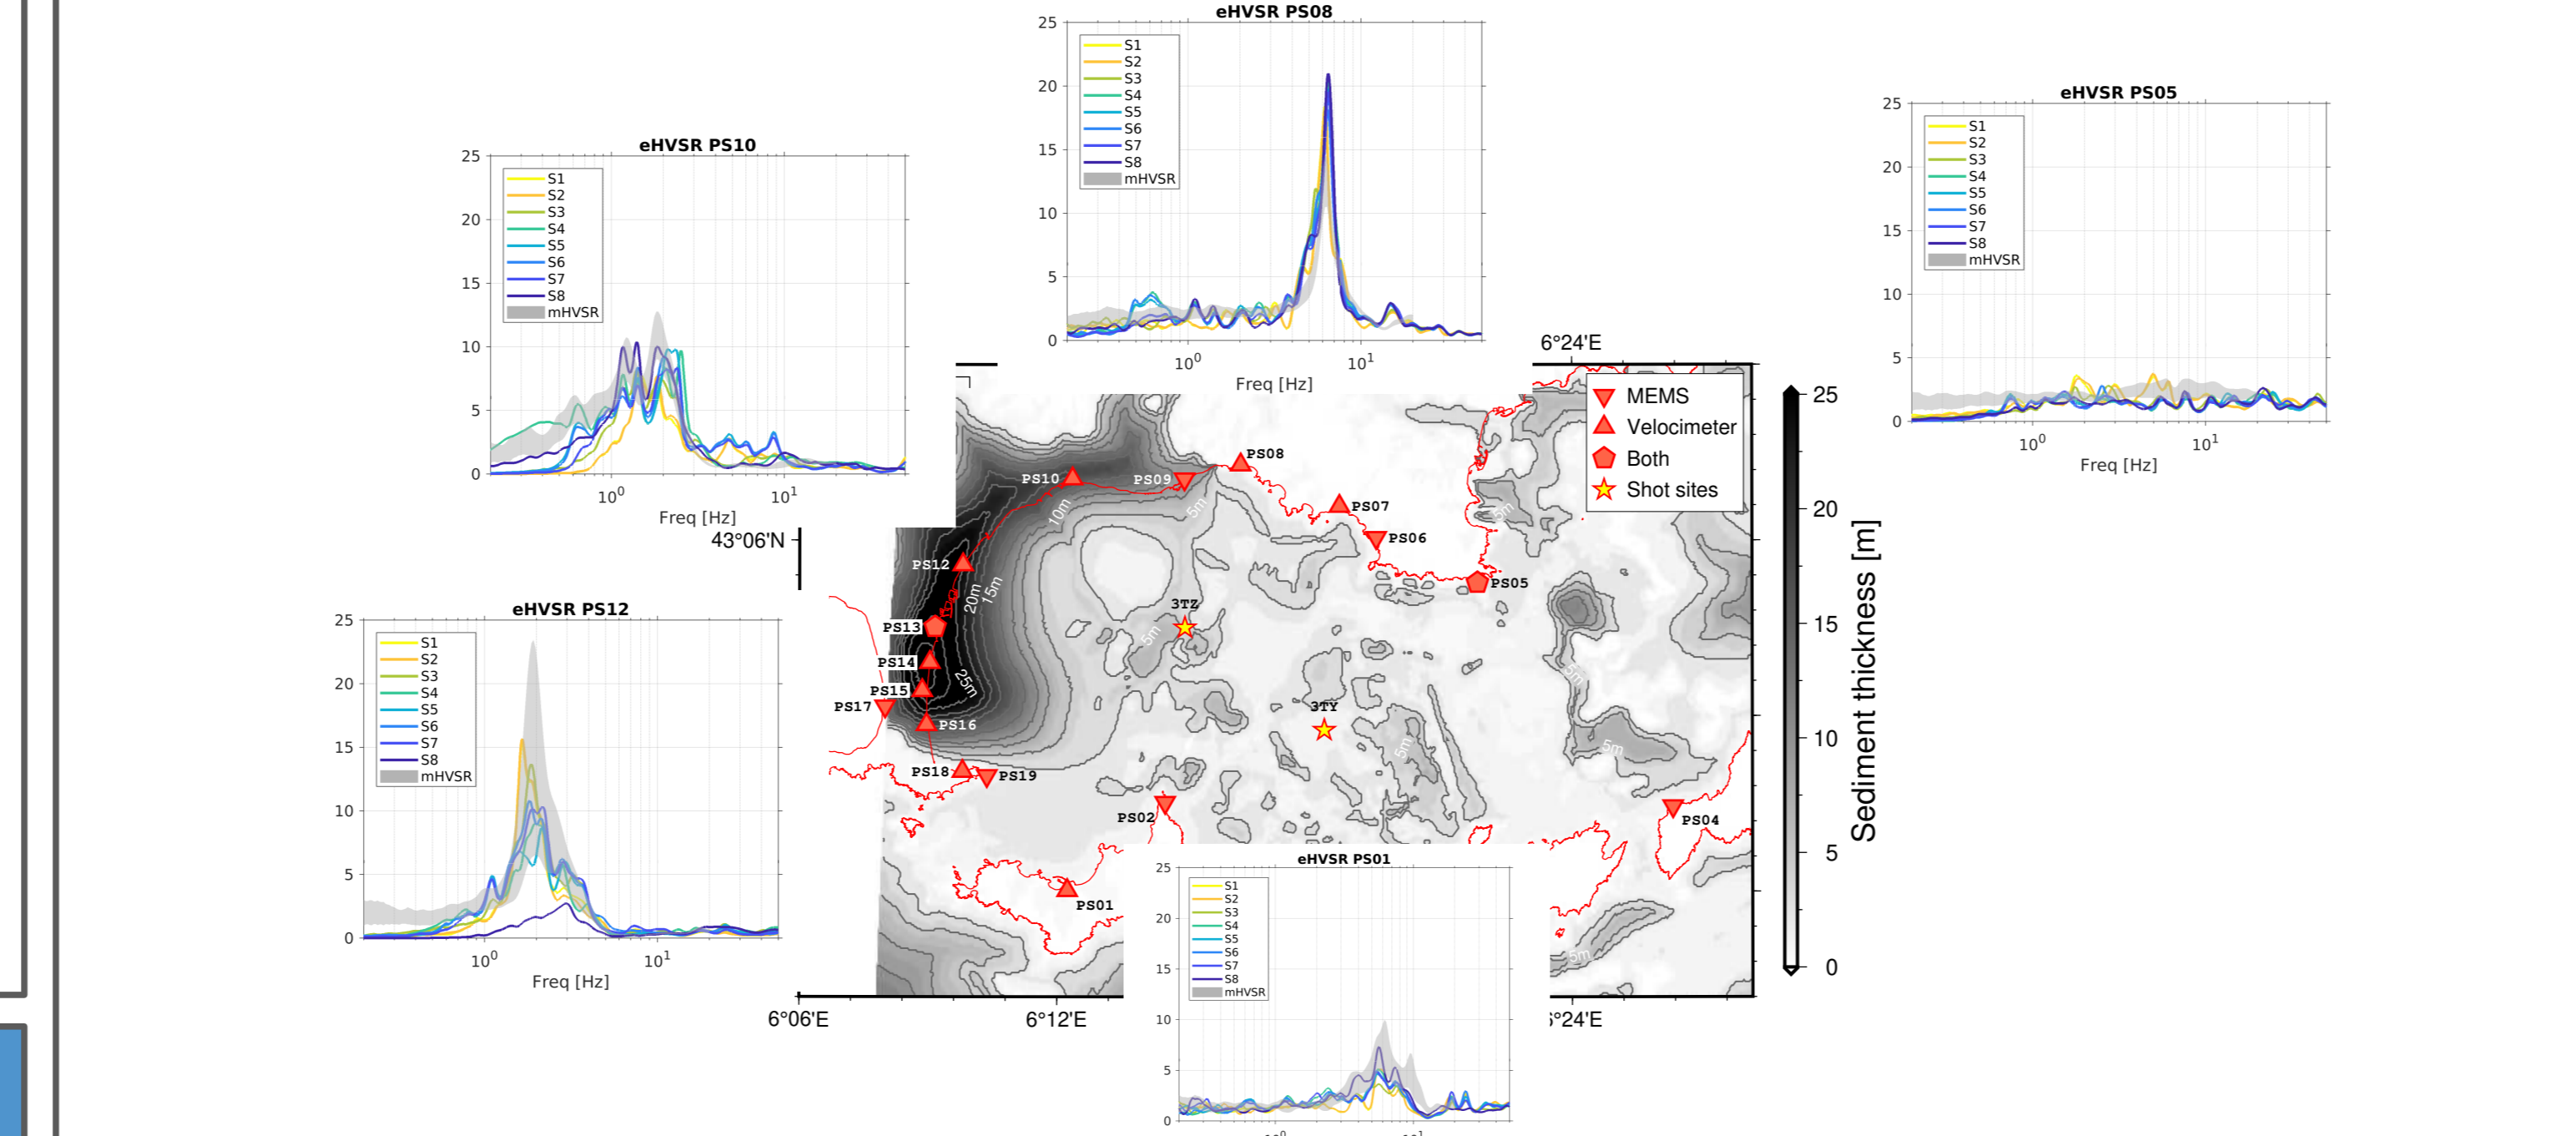 eHVSR PS08
25
20
15
10
5
0
S1
S2
S3
S4
S5
S6
S7
S8
mHVSR
10⁰
10¹
Freq [Hz]
eHVSR PS05
25
20
15
10
5
0
S1
S2
S3
S4
S5
S6
S7
S8
mHVSR
10⁰
10¹
Freq [Hz]
eHVSR PS10
25
20
15
10
5
0
S1
S2
S3
S4
S5
S6
S7
S8
mHVSR
10⁰
10¹
Freq [Hz]
eHVSR PS12
25
20
15
10
5
0
S1
S2
S3
S4
S5
S6
S7
S8
mHVSR
10⁰
10¹
Freq [Hz]
6°24'E
MEMS
Velocimeter
Both
Shot sites
43°06'N
PS08
PS10
PS09
10m
5m
5m
PS07
PS06
PS12
PS05
20m
15m
3TZ
PS13
5m
PS14
25m
5m
PS15
PS17
3TY
PS16
5m
5m
PS18
PS19
PS02
PS04
PS01
5m
6°06'E
6°12'E
6°24'E
25
20
15
10
5
0
Sediment thickness [m]
eHVSR PS01
25
20
15
10
5
0
S1
S2
S3
S4
S5
S6
S7
S8
mHVSR